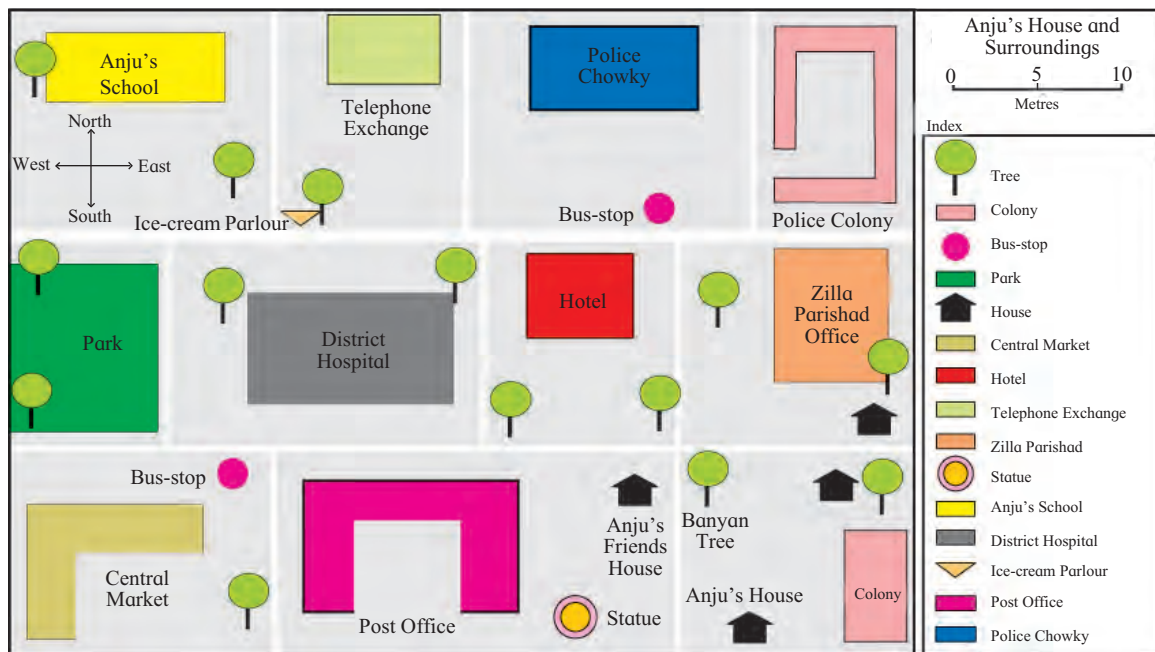 Anju's
School
North
West
East
South
Telephone
Exchange
Police
Chowky
Ice-cream Parlour
Bus-stop
Police Colony
Park
District
Hospital
Hotel
Zilla
Parishad
Office
Bus-stop
Central
Market
Post Office
Anju's
Friends
House
Statue
Banyan
Tree
Anju's House
Colony
Anju's House and
Surroundings
0 5 10
Metres
Index
Tree
Colony
Bus-stop
Park
House
Central Market
Hotel
Telephone Exchange
Zilla Parishad
Statue
Anju's School
District Hospital
Ice-cream Parlour
Post Office
Police Chowky